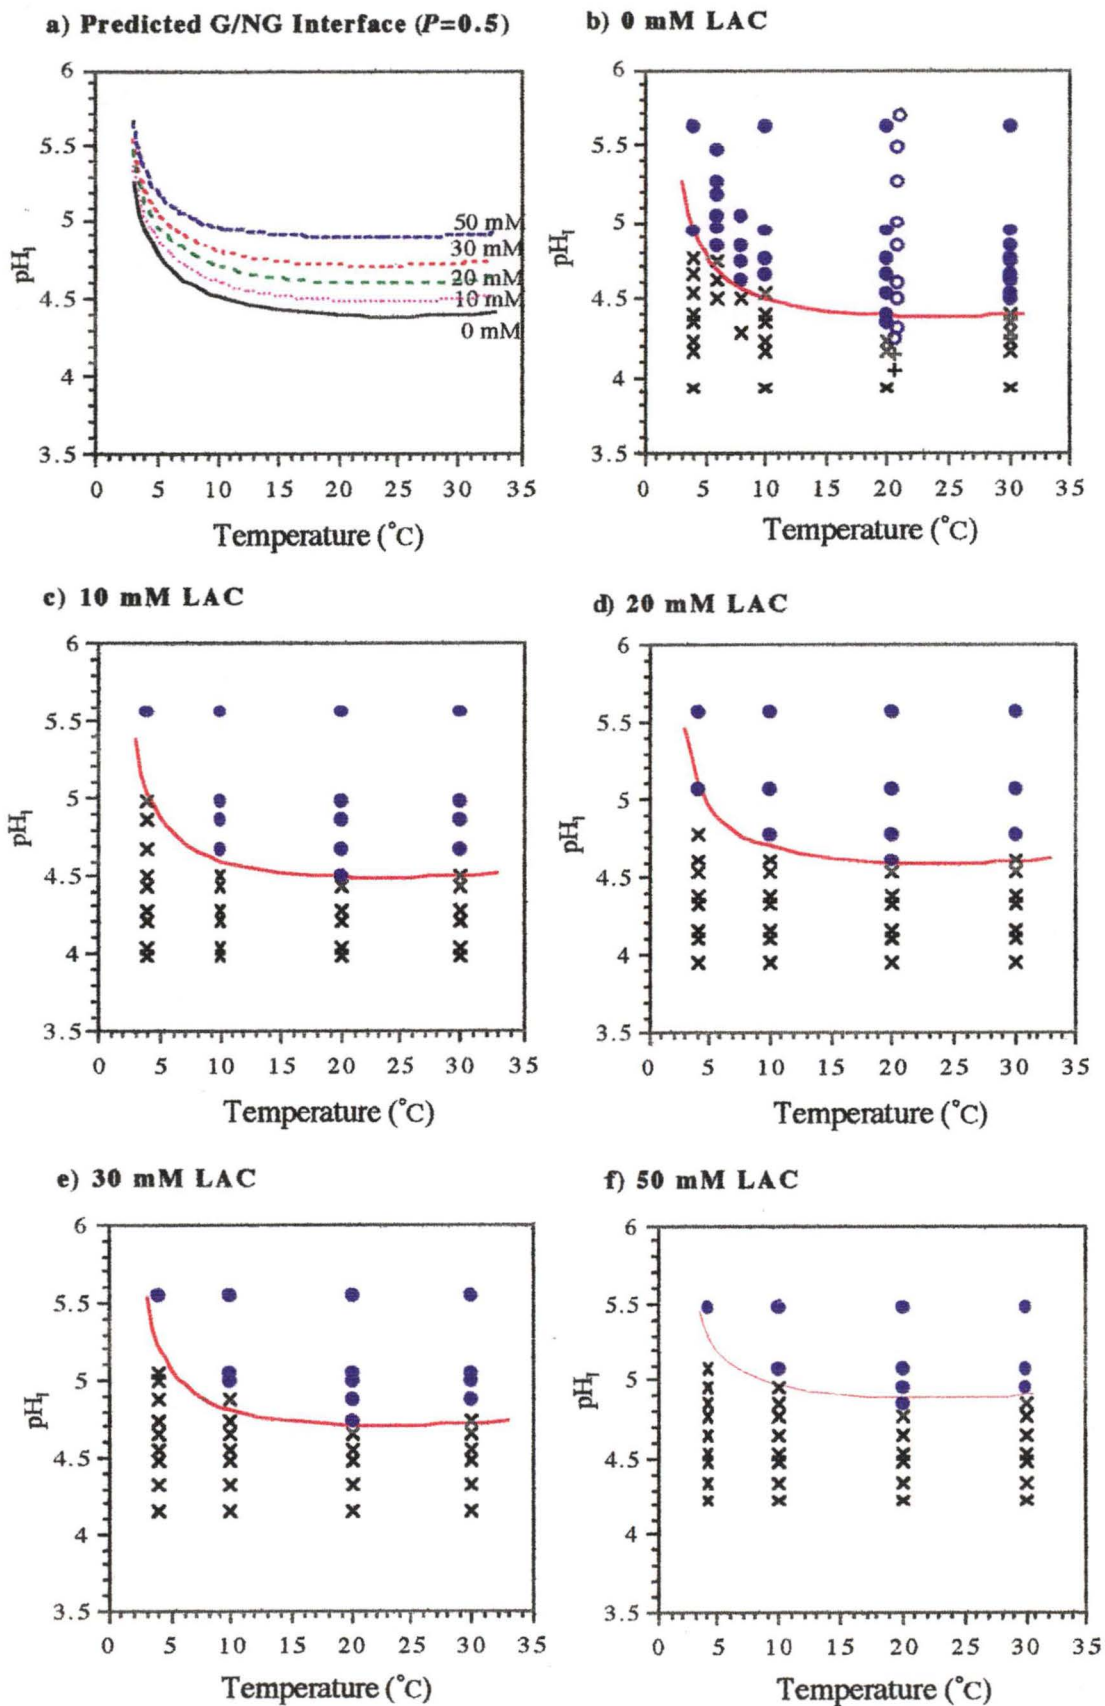 a) Predicted G/NG Interface (P=0.5)
b) 0 mM LAC
6
5.5
5
4.5
4
3.5
pHi
50 mM
30 mM
20 mM
10 mM
0 mM
0 5 10 15 20 25 30 35
Temperature (°C)
6
5.5
5
4.5
4
3.5
pHi
0 5 10 15 20 25 30 35
Temperature (°C)
c) 10 mM LAC
d) 20 mM LAC
6
5.5
5
4.5
4
3.5
pHi
0 5 10 15 20 25 30 35
Temperature (°C)
6
5.5
5
4.5
4
3.5
pHi
0 5 10 15 20 25 30 35
Temperature (°C)
e) 30 mM LAC
f) 50 mM LAC
6
5.5
5
4.5
4
3.5
pHi
0 5 10 15 20 25 30 35
Temperature (°C)
6
5.5
5
4.5
4
3.5
pHi
0 5 10 15 20 25 30 35
Temperature (°C)